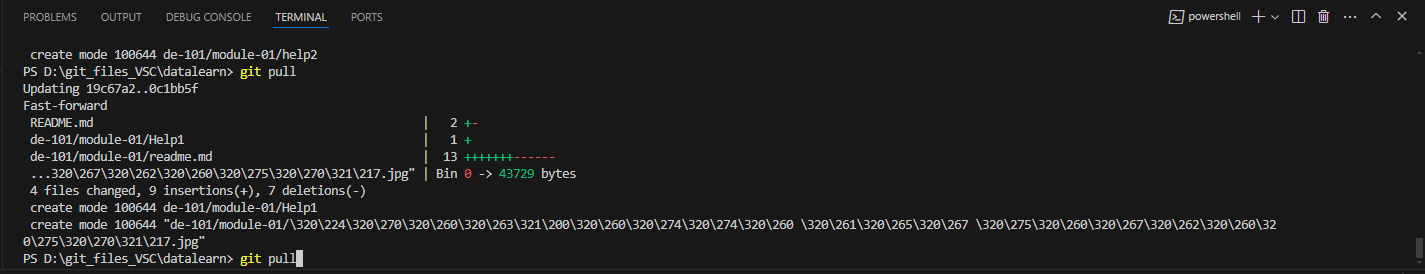 PROBLEMS OUTPUT DEBUG CONSOLE TERMINAL PORTS powershell
create mode 100644 de-101/module-01/help2
PS D:\git_files_VSC\datalearn> git pull
Updating 19c67a2..0c1bb5f
Fast-forward
README.md | 2 +-
de-101/module-01/Help1 | 1 +
de-101/module-01/readme.md | 13 +++++++------
...320\267\320\262\320\260\320\275\320\270\321\217.jpg" | Bin 0 -> 43729 bytes
4 files changed, 9 insertions(+), 7 deletions(-)
create mode 100644 de-101/module-01/Help1
create mode 100644 "de-101/module-01/\320\224\320\270\320\260\320\263\321\200\320\260\320\274\320\274\320\260 \320\261\320\265\320\267 \320\275\320\260\320\267\320\262\320\260\32
0\275\320\270\321\217.jpg"
PS D:\git_files_VSC\datalearn> git pull